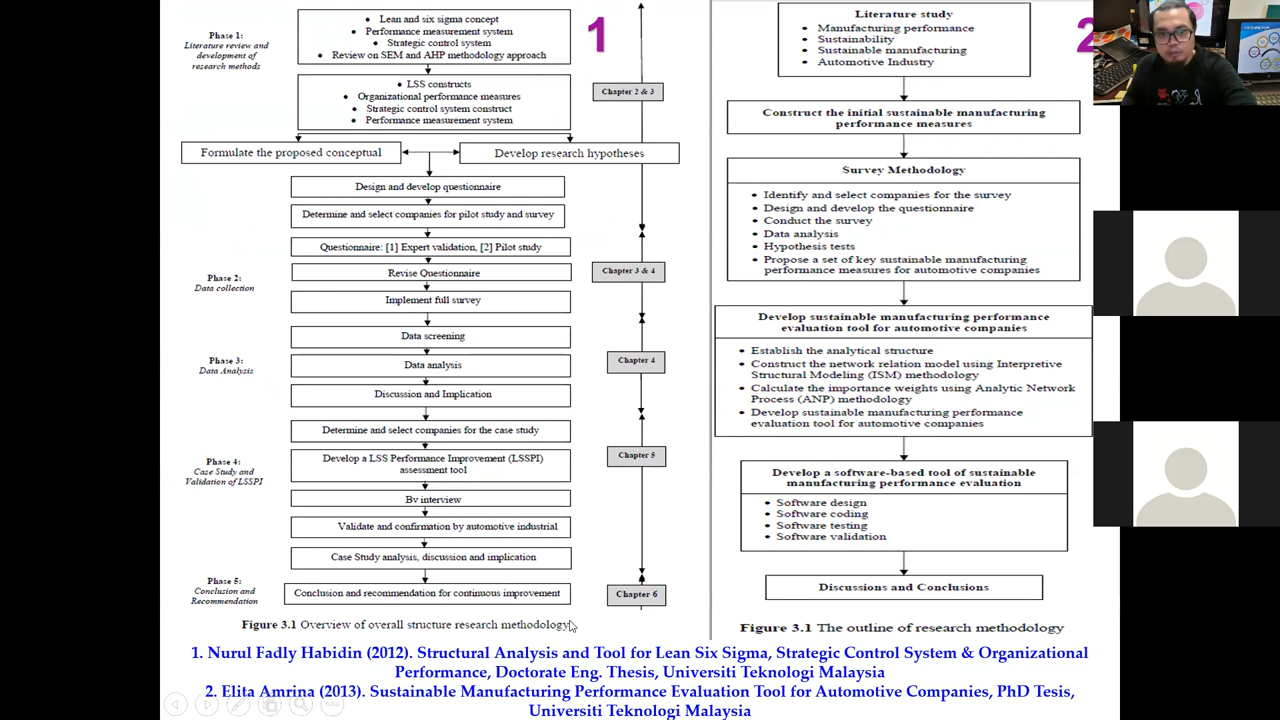 1
Phase 1:
Literature review and
development of
research methods
• Lean and six sigma concept
• Performance measurement system
• Strategic control system
• Review on SEM and AHP methodology approach
• LSS constructs
• Organizational performance measures
• Strategic control system construct
• Performance measurement system
Chapter 2 & 3
Formulate the proposed conceptual
Develop research hypotheses
Design and develop questionnaire
Determine and select companies for pilot study and survey
Phase 2:
Data collection
Questionnaire: [1] Expert validation, [2] Pilot study
Revise Questionnaire
Implement full survey
Chapter 3 & 4
Phase 3:
Data Analysis
Data screening
Data analysis
Discussion and Implication
Chapter 4
Phase 4:
Case Study and
Validation of LSSPI
Determine and select companies for the case study
Develop a LSS Performance Improvement (LSSPI)
assessment tool
By interview
Validate and confirmation by automotive industrial
Case Study analysis, discussion and implication
Chapter 5
Phase 5:
Conclusion and
Recommendation
Conclusion and recommendation for continuous improvement
Chapter 6
Figure 3.1 Overview of overall structure research methodology
2
Literature study
• Manufacturing performance
• Sustainability
• Sustainable manufacturing
• Automotive Industry
Construct the initial sustainable manufacturing
performance measures
Survey Methodology
• Identify and select companies for the survey
• Design and develop the questionnaire
• Conduct the survey
• Data analysis
• Hypothesis tests
• Propose a set of key sustainable manufacturing
performance measures for automotive companies
Develop sustainable manufacturing performance
evaluation tool for automotive companies
• Establish the analytical structure
• Construct the network relation model using Interpretive
Structural Modeling (ISM) methodology
• Calculate the importance weights using Analytic Network
Process (ANP) methodology
• Develop sustainable manufacturing performance
evaluation tool for automotive companies
Develop a software-based tool of sustainable
manufacturing performance evaluation
• Software design
• Software coding
• Software testing
• Software validation
Discussions and Conclusions
Figure 3.1 The outline of research methodology
1. Nurul Fadly Habidin (2012). Structural Analysis and Tool for Lean Six Sigma, Strategic Control System & Organizational
Performance, Doctorate Eng. Thesis, Universiti Teknologi Malaysia
2. Elita Amrina (2013). Sustainable Manufacturing Performance Evaluation Tool for Automotive Companies, PhD Tesis,
Universiti Teknologi Malaysia